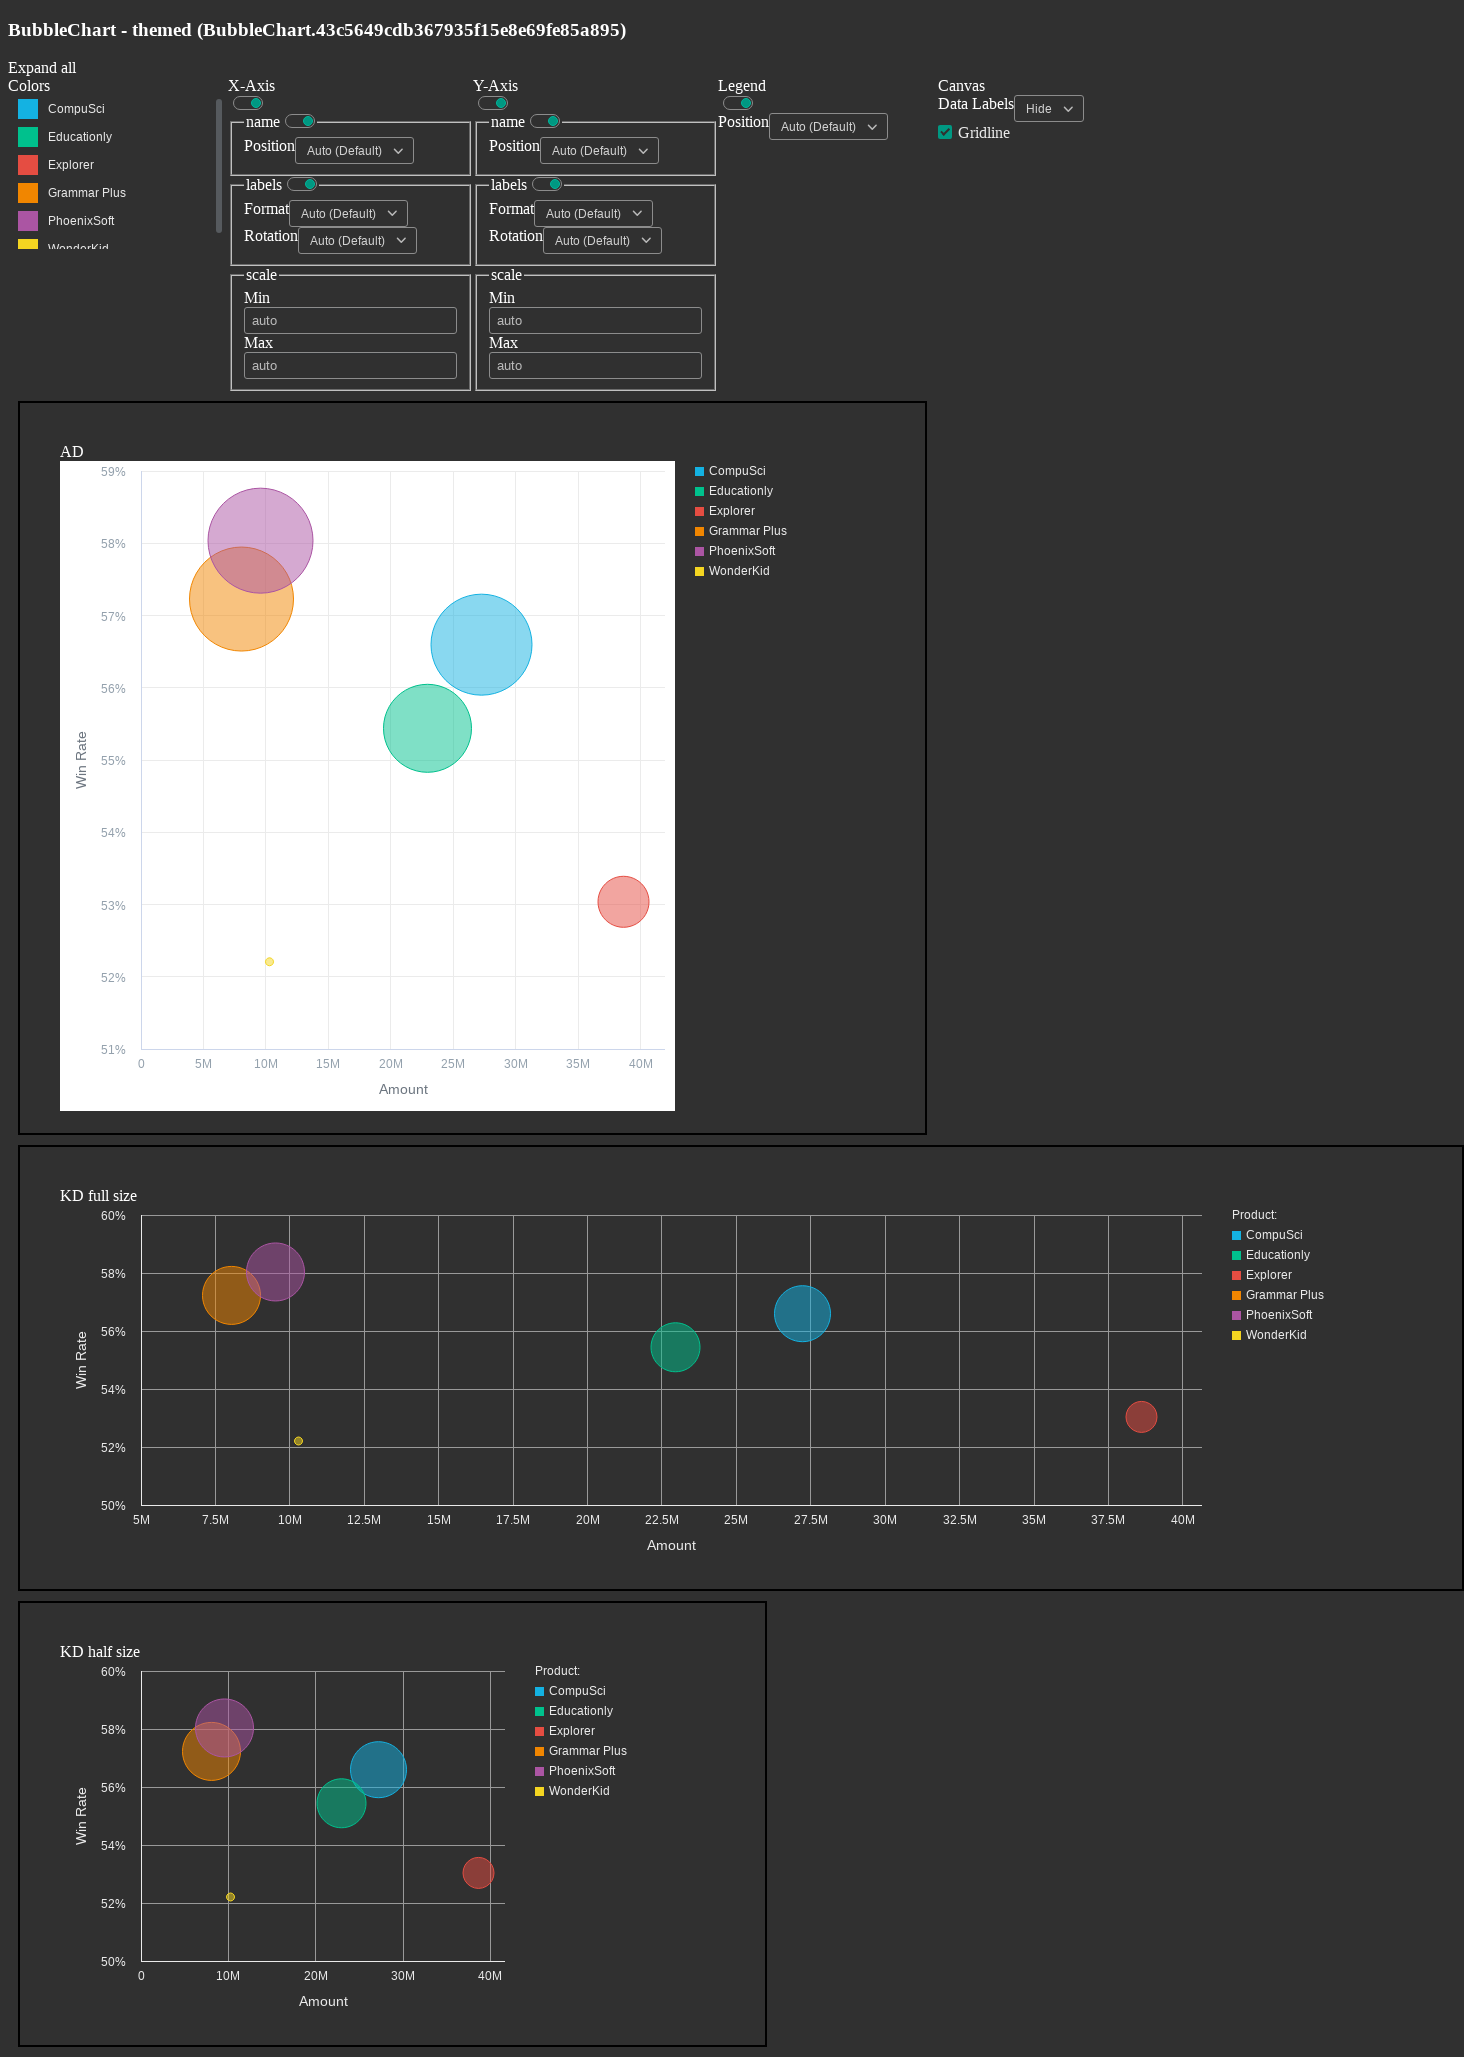 BubbleChart - themed (BubbleChart.43c5649cdb367935f15e8e69fe85a895)
Expand all
Colors
CompuSci
Educationly
Explorer
Grammar Plus
PhoenixSoft
WonderKid
X-Axis
name
Position Auto (Default)
labels
Format Auto (Default)
Rotation Auto (Default)
scale
Min
auto
Max
auto
Y-Axis
name
Position Auto (Default)
labels
Format Auto (Default)
Rotation Auto (Default)
scale
Min
auto
Max
auto
Legend
Position Auto (Default)
Canvas
Data Labels Hide
Gridline
AD
59%
58%
57%
56%
55%
54%
53%
52%
51%
Win Rate
0 5M 10M 15M 20M 25M 30M 35M 40M
Amount
CompuSci
Educationly
Explorer
Grammar Plus
PhoenixSoft
WonderKid
KD full size
60%
58%
56%
54%
52%
50%
Win Rate
5M 7.5M 10M 12.5M 15M 17.5M 20M 22.5M 25M 27.5M 30M 32.5M 35M 37.5M 40M
Amount
Product:
CompuSci
Educationly
Explorer
Grammar Plus
PhoenixSoft
WonderKid
KD half size
60%
58%
56%
54%
52%
50%
Win Rate
0 10M 20M 30M 40M
Amount
Product:
CompuSci
Educationly
Explorer
Grammar Plus
PhoenixSoft
WonderKid